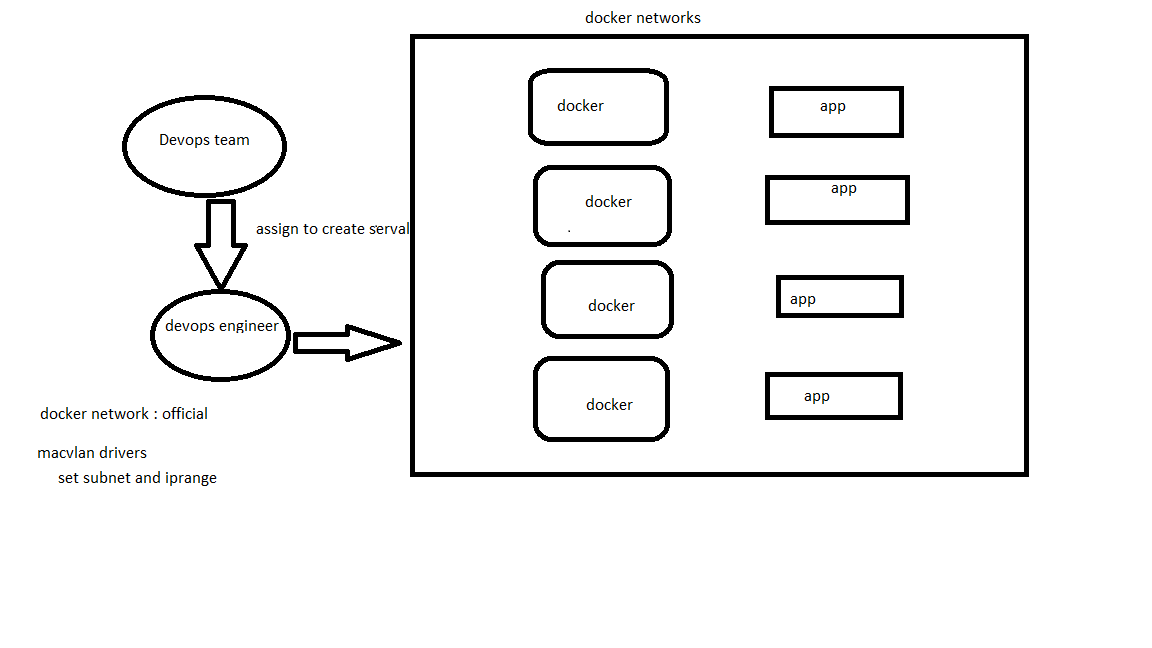 docker networks
docker
app
Devops team
docker
app
assign to create serval
docker
app
devops engineer
docker
app
docker network : official
macvlan drivers
set subnet and iprange